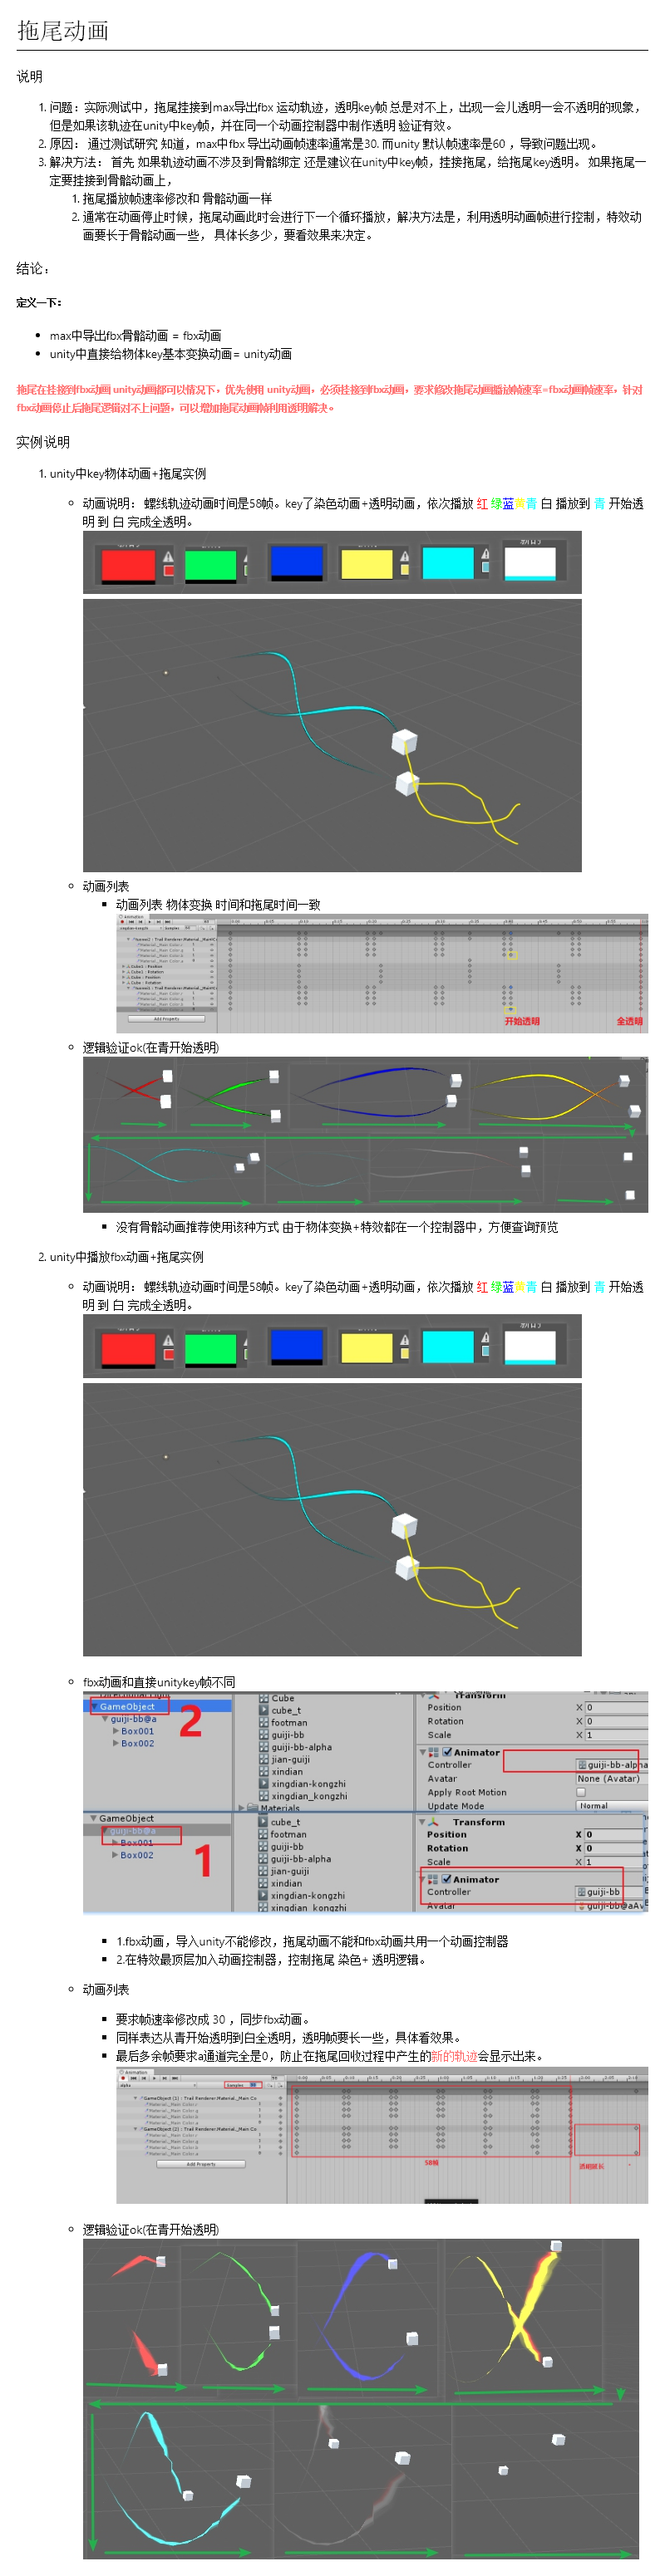 拖尾动画
说明
1. 问题：实际测试中，拖尾挂接到max导出fbx 运动轨迹，透明key帧 总是对不上，出现一会儿透明一会不透明的现象，
但是如果该轨迹在unity中key帧，并在同一个动画控制器中制作透明 验证有效。
2. 原因： 通过测试研究 知道，max中fbx 导出动画帧速率通常是30. 而unity 默认帧速率是60 ，导致问题出现。
3. 解决方法： 首先 如果轨迹动画不涉及到骨骼绑定 还是建议在unity中key帧，挂接拖尾，给拖尾key透明。 如果拖尾一
定要挂接到骨骼动画上，
1. 拖尾播放帧速率修改和 骨骼动画一样
2. 通常在动画停止时候，拖尾动画此时会进行下一个循环播放，解决方法是，利用透明动画帧进行控制，特效动
画要长于骨骼动画一些， 具体长多少，要看效果来决定。
结论：
定义一下：
max中导出fbx骨骼动画 = fbx动画
unity中直接给物体key基本变换动画= unity动画
拖尾在挂接到fbx动画 unity动画都可以情况下，优先使用 unity动画，必须挂接到fbx动画，要求修改拖尾动画播放帧速率=fbx动画帧速率，针对
fbx动画停止后拖尾逻辑对不上问题，可以增加拖尾动画帧利用透明解决。
实例说明
1. unity中key物体动画+拖尾实例
动画说明： 螺线轨迹动画时间是58帧。key了染色动画+透明动画，依次播放 红 绿蓝黄青 白 播放到 青 开始透
明 到 白 完成全透明。
动画列表
动画列表 物体变换 时间和拖尾时间一致
Animation
Samples
Add Property
开始透明
全透明
逻辑验证ok(在青开始透明)
没有骨骼动画推荐使用该种方式 由于物体变换+特效都在一个控制器中，方便查询预览
2. unity中播放fbx动画+拖尾实例
动画说明： 螺线轨迹动画时间是58帧。key了染色动画+透明动画，依次播放 红 绿蓝黄青 白 播放到 青 开始透
明 到 白 完成全透明。
fbx动画和直接unitykey帧不同
GameObject
guiji-bb@a
Box001
Box002
2
Cube
cube_t
footman
guiji-bb
guiji-bb-alpha
jian-guiji
xindian
xingdian-kongzhi
xingdian_kongzhi
Materials
Transform
Position X 0
Rotation X 0
Scale X 1
Animator
Controller guiji-bb-alpha
Avatar None (Avatar)
Apply Root Motion
Update Mode Normal
GameObject
guiji-bb@a
Box001
Box002
1
cube_t
footman
guiji-bb
guiji-bb-alpha
jian-guiji
xindian
xingdian-kongzhi
xingdian_kongzhi
Transform
Position X 0
Rotation X 0
Scale X 1
Animator
Controller guiji-bb
Avatar guiji-bb@aAv
1.fbx动画，导入unity不能修改，拖尾动画不能和fbx动画共用一个动画控制器
2.在特效最顶层加入动画控制器，控制拖尾 染色+ 透明逻辑。
动画列表
要求帧速率修改成 30 ，同步fbx动画。
同样表达从青开始透明到白全透明，透明帧要长一些，具体看效果。
最后多余帧要求a通道完全是0，防止在拖尾回收过程中产生的新的轨迹会显示出来。
Animation
alpha
Samples
GameObject (1) : Trail Renderer.Material._Main Co
GameObject (2) : Trail Renderer.Material._Main Co
Add Property
58帧
透明延长
逻辑验证ok(在青开始透明)